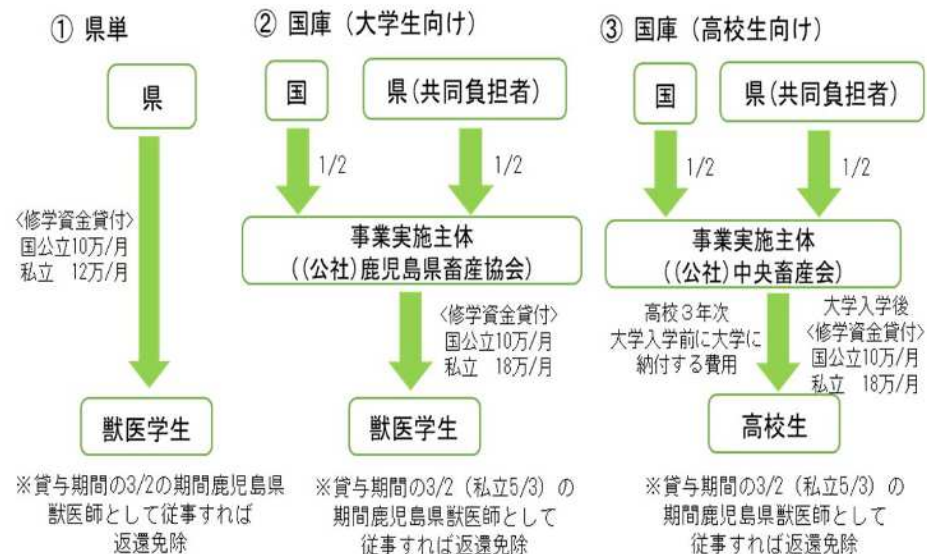 ① 県単
県
〈修学資金貸付〉
国公立10万/月
私立　12万/月
獣医学生
※貸与期間の3/2の期間鹿児島県
獣医師として従事すれば
返還免除
② 国庫（大学生向け）
国
県(共同負担者)
1/2
1/2
事業実施主体
((公社)鹿児島県畜産協会)
〈修学資金貸付〉
国公立10万/月
私立　18万/月
獣医学生
※貸与期間の3/2（私立5/3）の
期間鹿児島県獣医師として
従事すれば返還免除
③ 国庫（高校生向け）
国
県(共同負担者)
1/2
1/2
事業実施主体
((公社)中央畜産会)
高校３年次
大学入学前に大学に
納付する費用
大学入学後
〈修学資金貸付〉
国公立10万/月
私立　18万/月
高校生
※貸与期間の3/2（私立5/3）の
期間鹿児島県獣医師として
従事すれば返還免除